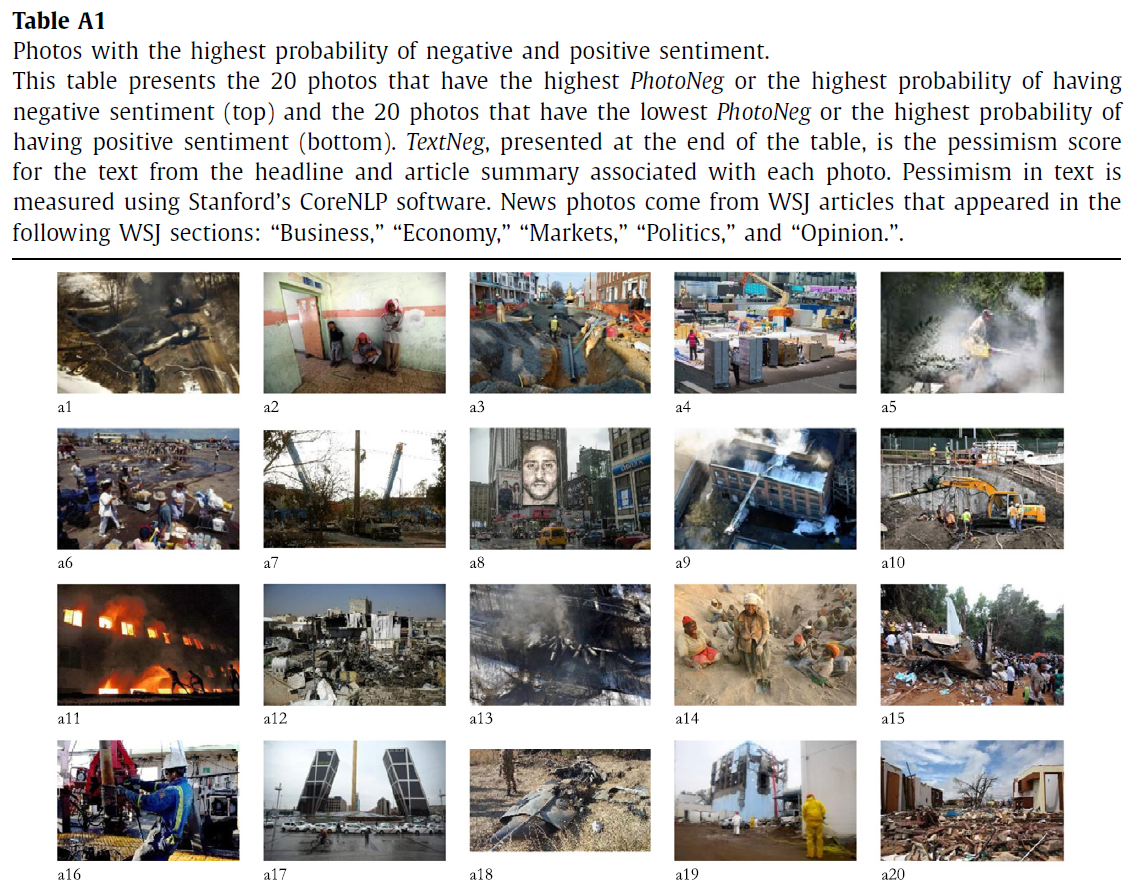 Table A1
Photos with the highest probability of negative and positive sentiment.
This table presents the 20 photos that have the highest PhotoNeg or the highest probability of having
negative sentiment (top) and the 20 photos that have the lowest PhotoNeg or the highest probability of
having positive sentiment (bottom). TextNeg, presented at the end of the table, is the pessimism score
for the text from the headline and article summary associated with each photo. Pessimism in text is
measured using Stanford's CoreNLP software. News photos come from WSJ articles that appeared in the
following WSJ sections: “Business,” “Economy,” “Markets,” “Politics,” and “Opinion.”.
a1 a2 a3 a4 a5
a6 a7 a8 a9 a10
a11 a12 a13 a14 a15
a16 a17 a18 a19 a20